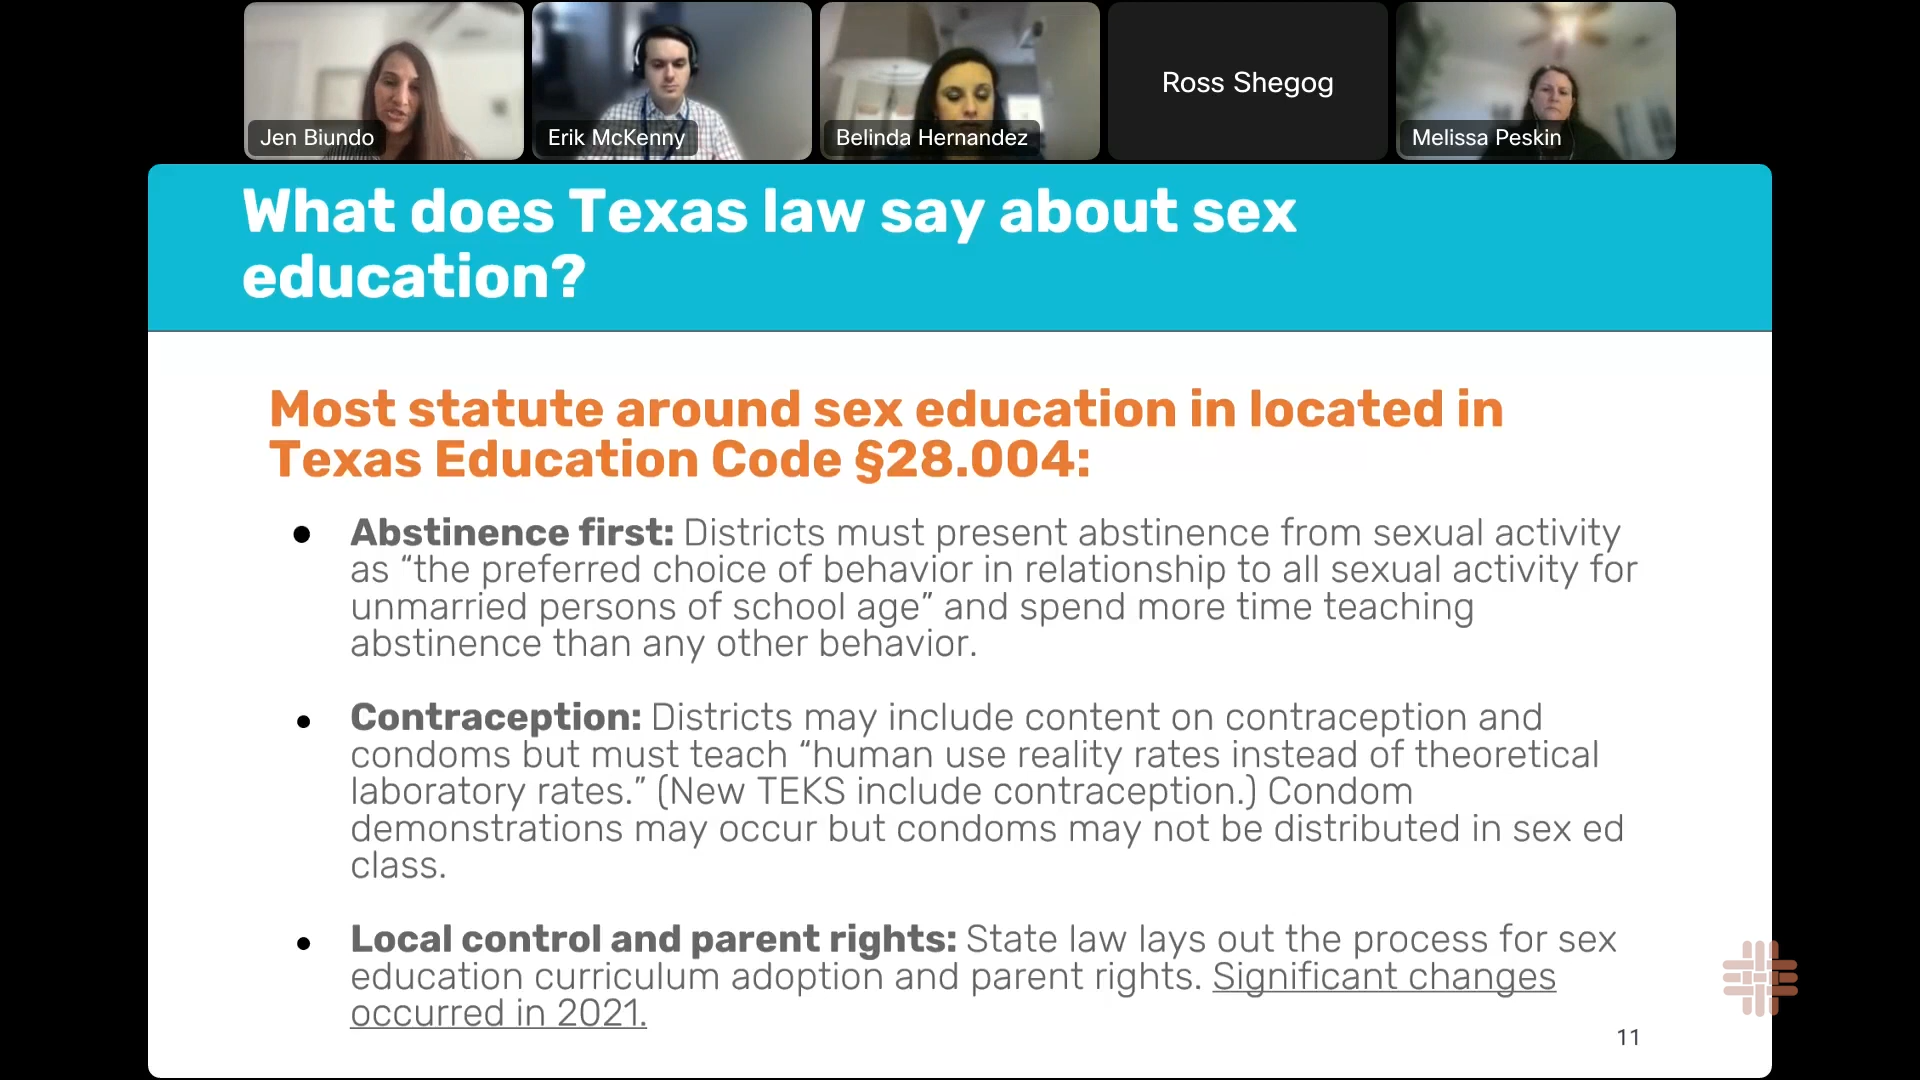 Jen Biundo
Erik McKenny
Belinda Hernandez
Ross Shegog
Melissa Peskin
What does Texas law say about sex
education?
Most statute around sex education in located in
Texas Education Code §28.004:
● Abstinence first: Districts must present abstinence from sexual activity
as “the preferred choice of behavior in relationship to all sexual activity for
unmarried persons of school age” and spend more time teaching
abstinence than any other behavior.
● Contraception: Districts may include content on contraception and
condoms but must teach “human use reality rates instead of theoretical
laboratory rates.” (New TEKS include contraception.) Condom
demonstrations may occur but condoms may not be distributed in sex ed
class.
● Local control and parent rights: State law lays out the process for sex
education curriculum adoption and parent rights. Significant changes
occurred in 2021.
11